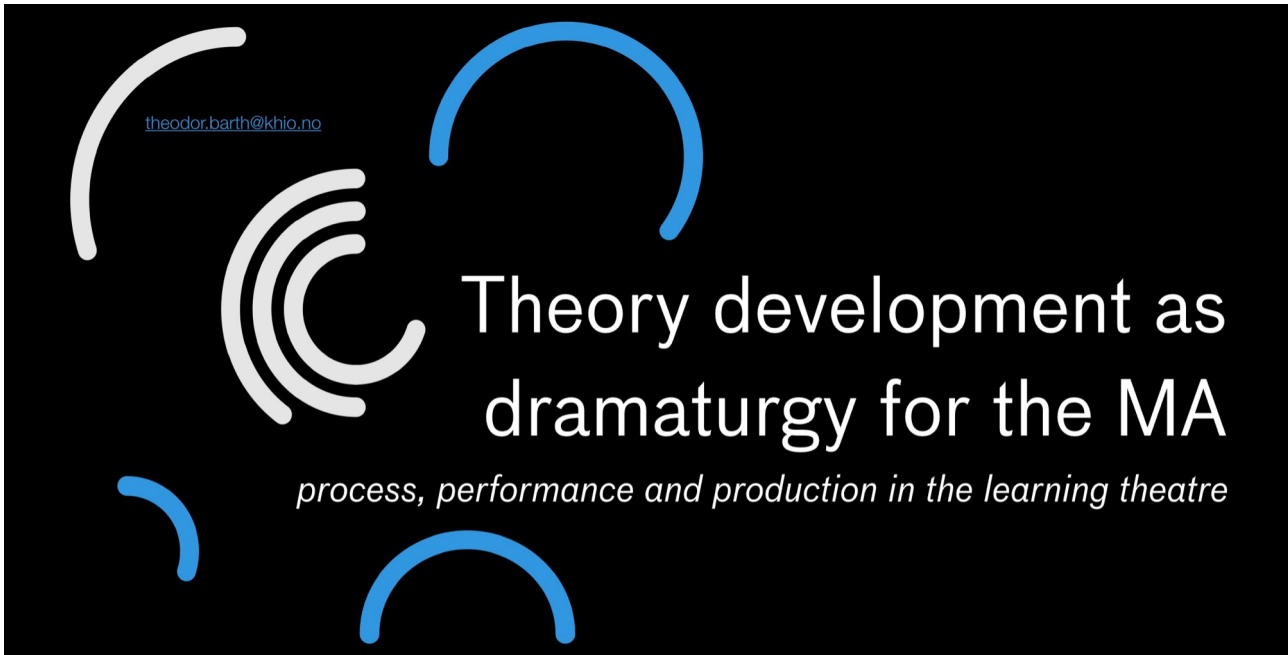 theodor.barth@khio.no
Theory development as
dramaturgy for the MA
process, performance and production in the learning theatre